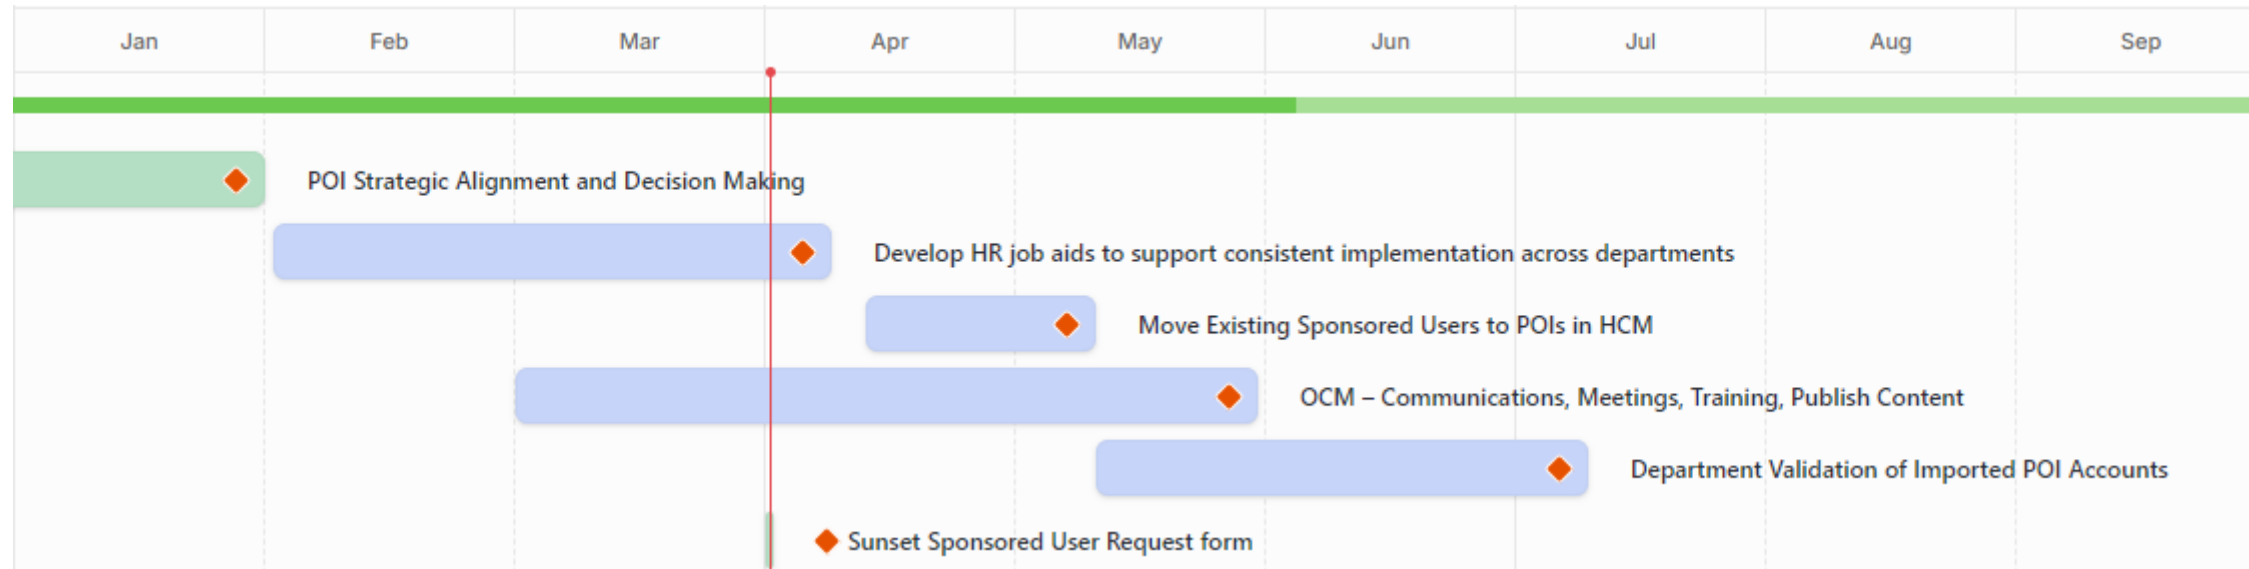 Jan Feb Mar Apr May Jun Jul Aug Sep
POI Strategic Alignment and Decision Making
Develop HR job aids to support consistent implementation across departments
Move Existing Sponsored Users to POIs in HCM
OCM – Communications, Meetings, Training, Publish Content
Department Validation of Imported POI Accounts
Sunset Sponsored User Request form